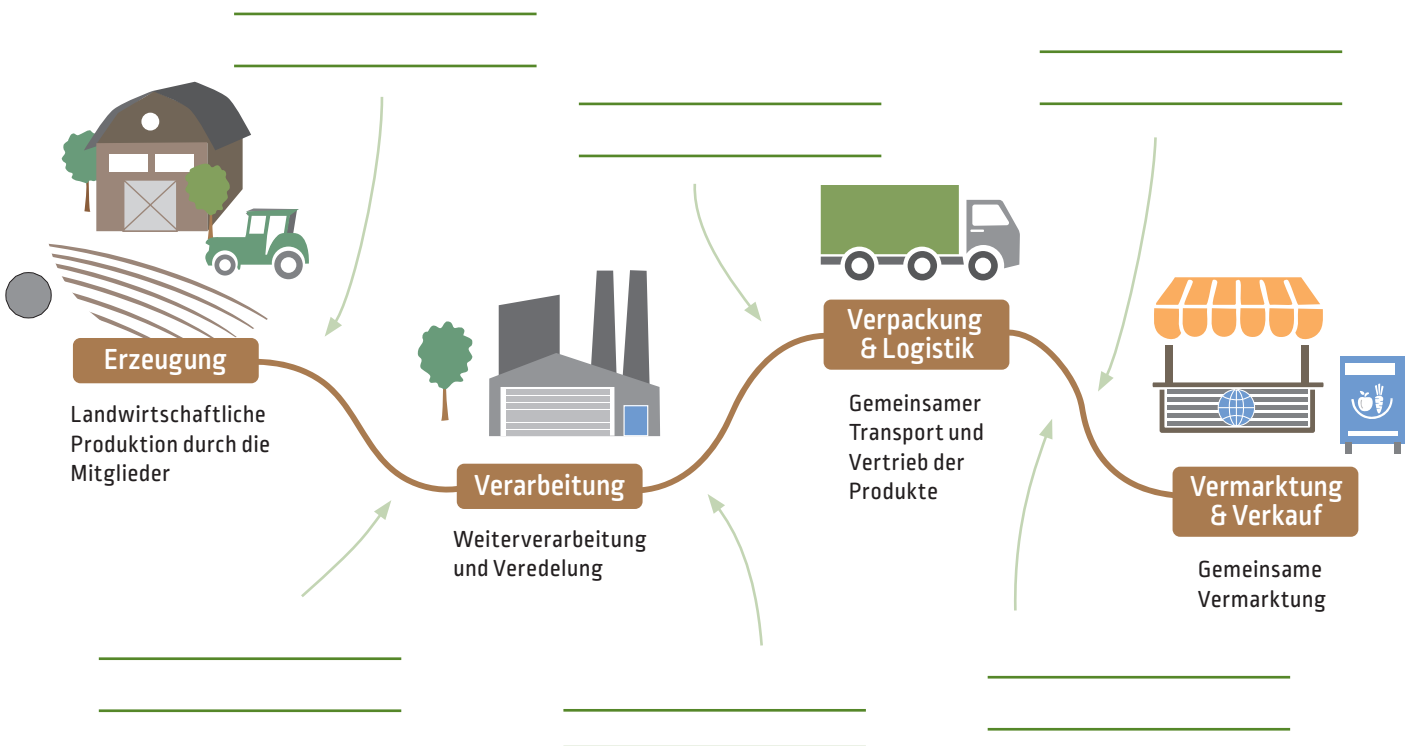 Erzeugung
Landwirtschaftliche
Produktion durch die
Mitglieder
Verarbeitung
Weiterverarbeitung
und Veredelung
Verpackung
& Logistik
Gemeinsamer
Transport und
Vertrieb der
Produkte
Vermarktung
& Verkauf
Gemeinsame
Vermarktung